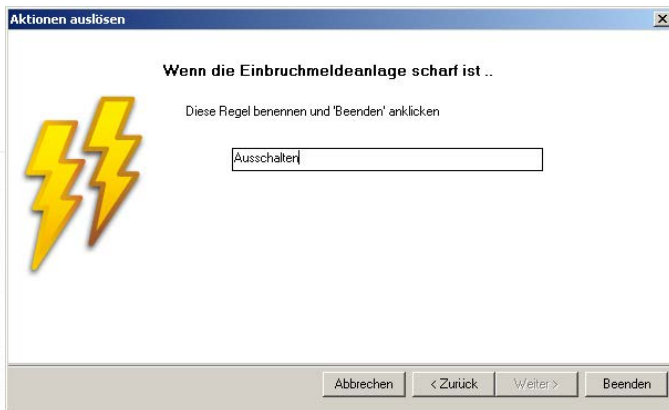 Aktionen auslösen
Wenn die Einbruchmeldeanlage scharf ist ..
Diese Regel benennen und 'Beenden' anklicken
Ausschalten
Abbrechen < Zurück Weiter > Beenden